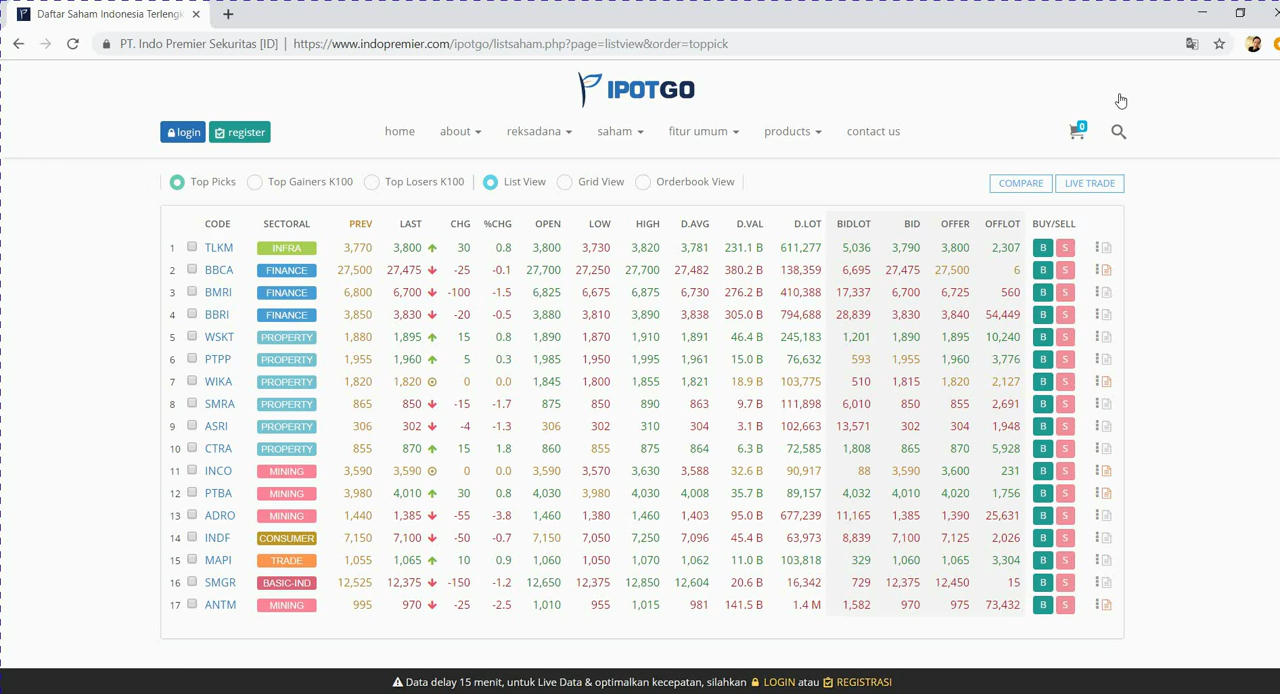 Daftar Saham Indonesia Terlengk
PT. Indo Premier Sekuritas [ID] | https://www.indopremier.com/ipotgo/listsaham.php?page=listview&order=toppick
IPOTGO
login register home about reksadana saham fitur umum products contact us 0
Top Picks Top Gainers K100 Top Losers K100 List View Grid View Orderbook View COMPARE LIVE TRADE
CODE SECTORAL PREV LAST CHG %CHG OPEN LOW HIGH D.AVG D.VAL D.LOT BIDLOT BID OFFER OFFLOT BUY/SELL
1 TLKM INFRA 3,770 3,800 30 0.8 3,800 3,730 3,820 3,781 231.1 B 611,277 5,036 3,790 3,800 2,307 B S
2 BBCA FINANCE 27,500 27,475 -25 -0.1 27,700 27,250 27,700 27,482 380.2 B 138,359 6,695 27,475 27,500 6 B S
3 BMRI FINANCE 6,800 6,700 -100 -1.5 6,825 6,675 6,875 6,730 276.2 B 410,388 17,337 6,700 6,725 560 B S
4 BBRI FINANCE 3,850 3,830 -20 -0.5 3,880 3,810 3,890 3,838 305.0 B 794,688 28,839 3,830 3,840 54,449 B S
5 WSKT PROPERTY 1,880 1,895 15 0.8 1,890 1,870 1,910 1,891 46.4 B 245,183 1,201 1,890 1,895 10,240 B S
6 PTPP PROPERTY 1,955 1,960 5 0.3 1,985 1,950 1,995 1,961 15.0 B 76,632 593 1,955 1,960 3,776 B S
7 WIKA PROPERTY 1,820 1,820 0 0.0 1,845 1,800 1,855 1,821 18.9 B 103,775 510 1,815 1,820 2,127 B S
8 SMRA PROPERTY 865 850 -15 -1.7 875 850 890 863 9.7 B 111,898 6,010 850 855 2,691 B S
9 ASRI PROPERTY 306 302 -4 -1.3 306 302 310 304 3.1 B 102,663 13,571 302 304 1,948 B S
10 CTRA PROPERTY 855 870 15 1.8 860 855 875 864 6.3 B 72,585 1,808 865 870 5,928 B S
11 INCO MINING 3,590 3,590 0 0.0 3,590 3,570 3,630 3,588 32.6 B 90,917 88 3,590 3,600 231 B S
12 PTBA MINING 3,980 4,010 30 0.8 4,030 3,980 4,030 4,008 35.7 B 89,157 4,032 4,010 4,020 1,756 B S
13 ADRO MINING 1,440 1,385 -55 -3.8 1,460 1,380 1,460 1,403 95.0 B 677,239 11,165 1,385 1,390 25,631 B S
14 INDF CONSUMER 7,150 7,100 -50 -0.7 7,150 7,050 7,250 7,096 45.4 B 63,973 8,839 7,100 7,125 2,026 B S
15 MAPI TRADE 1,055 1,065 10 0.9 1,060 1,050 1,070 1,062 11.0 B 103,818 329 1,060 1,065 3,304 B S
16 SMGR BASIC-IND 12,525 12,375 -150 -1.2 12,650 12,375 12,850 12,604 20.6 B 16,342 729 12,375 12,450 15 B S
17 ANTM MINING 995 970 -25 -2.5 1,010 955 1,015 981 141.5 B 1.4 M 1,582 970 975 73,432 B S
Data delay 15 menit, untuk Live Data & optimalkan kecepatan, silahkan LOGIN atau REGISTRASI